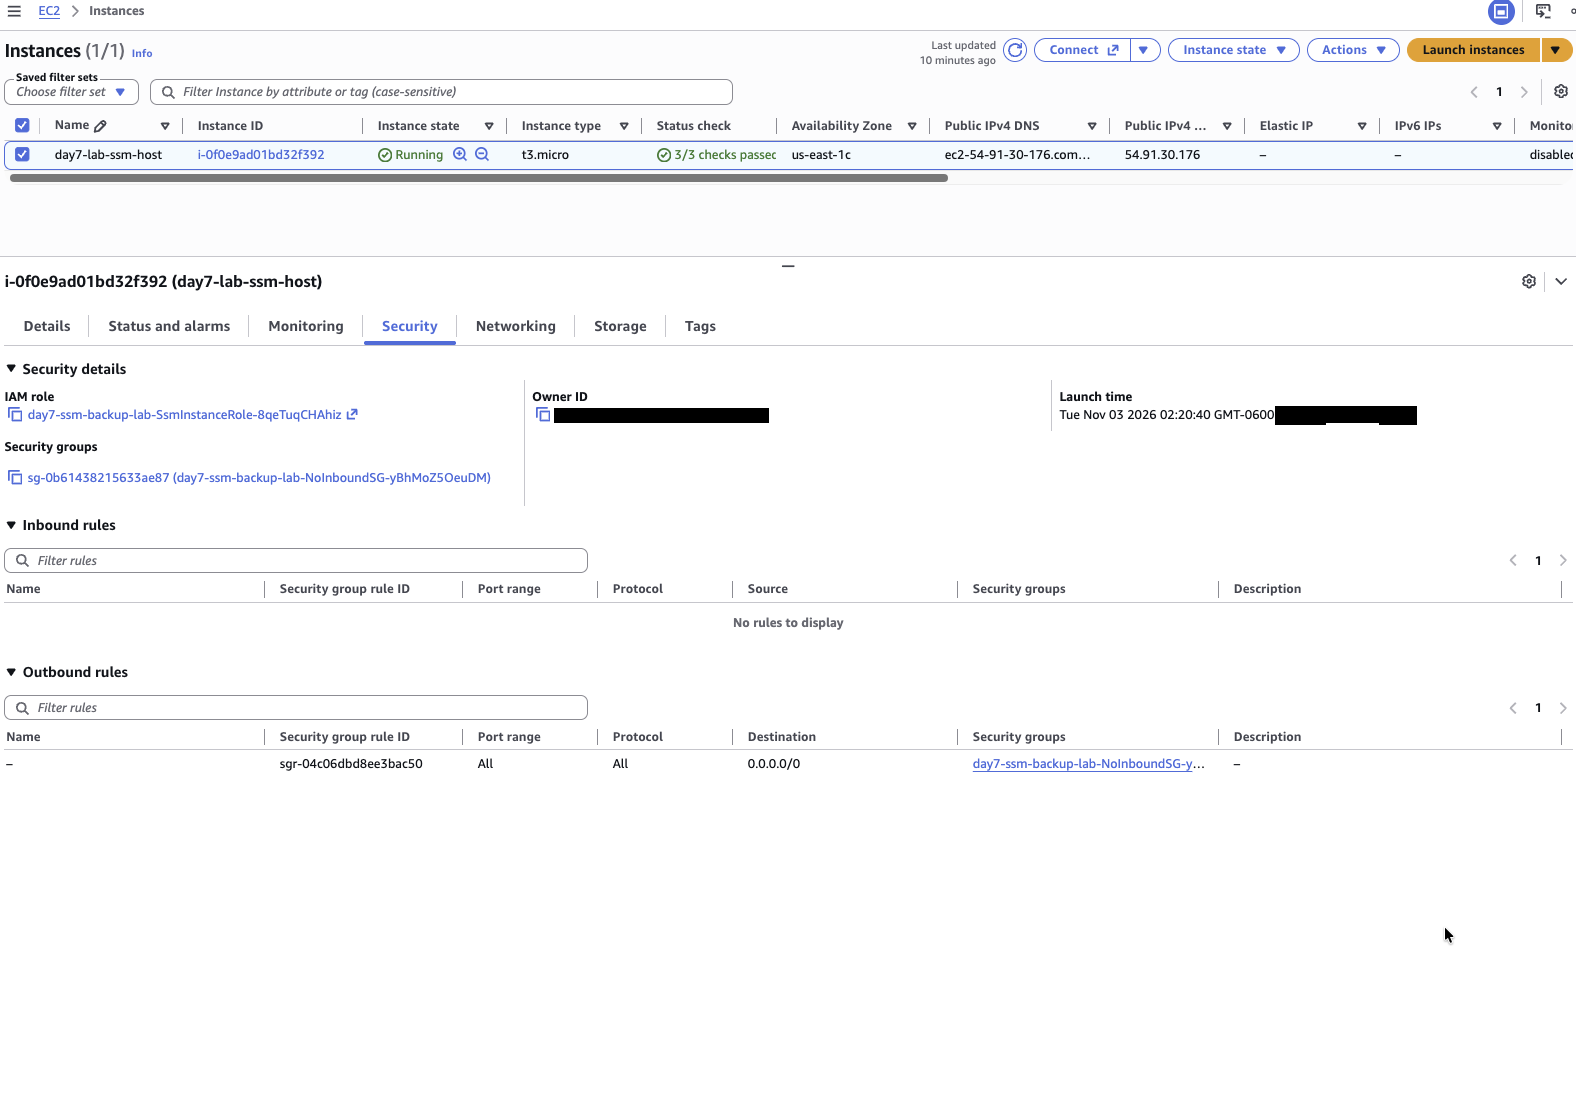 EC2 > Instances
Instances (1/1) Info
Last updated
10 minutes ago
Connect
Instance state
Actions
Launch instances
Saved filter sets
Choose filter set
Filter Instance by attribute or tag (case-sensitive)
1
Name Instance ID Instance state Instance type Status check Availability Zone Public IPv4 DNS Public IPv4 ... Elastic IP IPv6 IPs Monito
day7-lab-ssm-host i-0f0e9ad01bd32f392 Running t3.micro 3/3 checks passed us-east-1c ec2-54-91-30-176.com... 54.91.30.176 – – disabled
i-0f0e9ad01bd32f392 (day7-lab-ssm-host)
Details Status and alarms Monitoring Security Networking Storage Tags
Security details
IAM role
day7-ssm-backup-lab-SsmInstanceRole-8qeTuqCHAhiz
Owner ID
Launch time
Tue Nov 03 2026 02:20:40 GMT-0600
Security groups
sg-0b61438215633ae87 (day7-ssm-backup-lab-NoInboundSG-yBhMoZ5OeuDM)
Inbound rules
Filter rules
1
Name Security group rule ID Port range Protocol Source Security groups Description
No rules to display
Outbound rules
Filter rules
1
Name Security group rule ID Port range Protocol Destination Security groups Description
– sgr-04c06dbd8ee3bac50 All All 0.0.0.0/0 day7-ssm-backup-lab-NoInboundSG-y... –